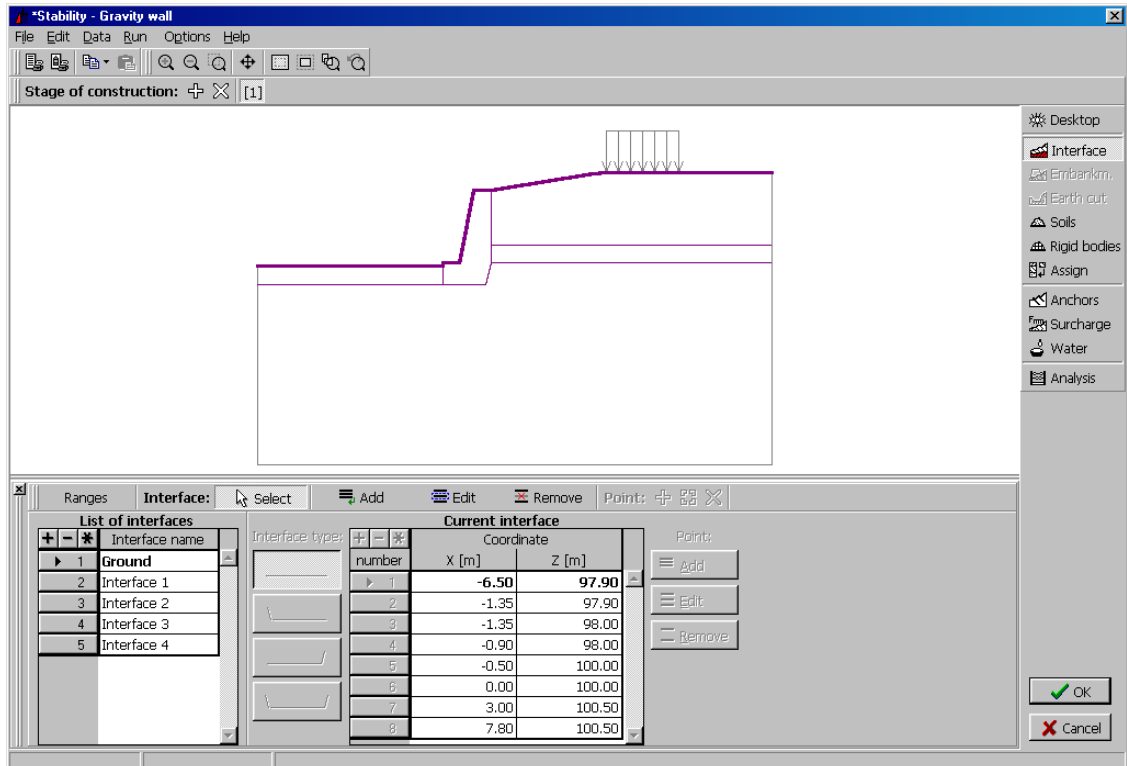 *Stability - Gravity wall
File Edit Data Run Options Help
Stage of construction: [1]
Desktop
Interface
Embankm.
Earth cut
Soils
Rigid bodies
Assign
Anchors
Surcharge
Water
Analysis
Ranges Interface: Select Add Edit Remove Point:
List of interfaces
+ - * Interface name
1 Ground
2 Interface 1
3 Interface 2
4 Interface 3
5 Interface 4
Interface type:
Current interface
+ - * Coordinate
number X [m] Z [m]
1 -6.50 97.90
2 -1.35 97.90
3 -1.35 98.00
4 -0.90 98.00
5 -0.50 100.00
6 0.00 100.00
7 3.00 100.50
8 7.80 100.50
Point:
Add
Edit
Remove
OK
Cancel